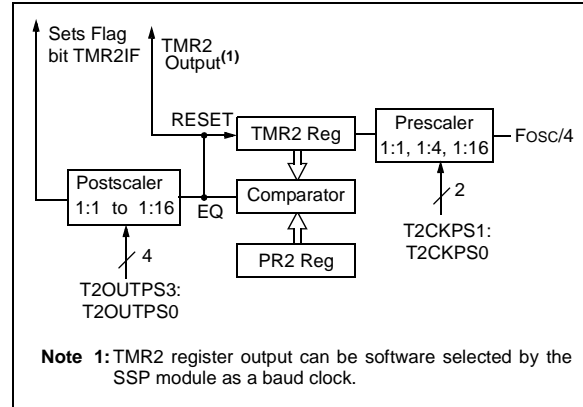 Sets Flag
bit TMR2IF
TMR2
Output(1)
RESET
TMR2 Reg
Prescaler
1:1, 1:4, 1:16
FOSC/4
Postscaler
1:1 to 1:16
EQ
Comparator
2
T2CKPS1:
T2CKPS0
4
PR2 Reg
T2OUTPS3:
T2OUTPS0
Note 1: TMR2 register output can be software selected by the
SSP module as a baud clock.